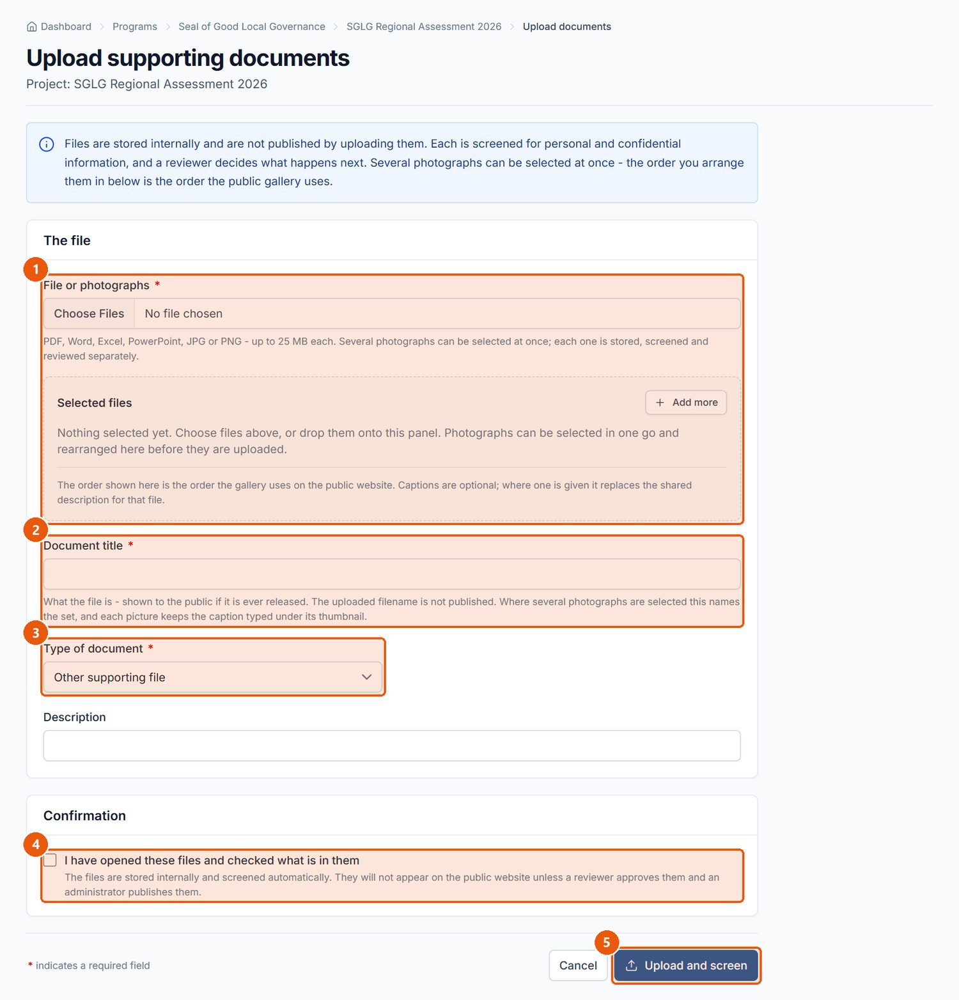 Dashboard > Programs > Seal of Good Local Governance > SGLG Regional Assessment 2026 > Upload documents
Upload supporting documents
Project: SGLG Regional Assessment 2026
Files are stored internally and are not published by uploading them. Each is screened for personal and confidential
information, and a reviewer decides what happens next. Several photographs can be selected at once - the order you arrange
them in below is the order the public gallery uses.
The file
1
File or photographs *
Choose Files No file chosen
PDF, Word, Excel, PowerPoint, JPG or PNG - up to 25 MB each. Several photographs can be selected at once; each one is stored, screened and
reviewed separately.
Selected files
+ Add more
Nothing selected yet. Choose files above, or drop them onto this panel. Photographs can be selected in one go and
rearranged here before they are uploaded.
The order shown here is the order the gallery uses on the public website. Captions are optional; where one is given it replaces the shared
description for that file.
2
Document title *
What the file is - shown to the public if it is ever released. The uploaded filename is not published. Where several photographs are selected this names
the set, and each picture keeps the caption typed under its thumbnail.
3
Type of document *
Other supporting file
Description
Confirmation
4
I have opened these files and checked what is in them
The files are stored internally and screened automatically. They will not appear on the public website unless a reviewer approves them and an
administrator publishes them.
5
* indicates a required field
Cancel
Upload and screen